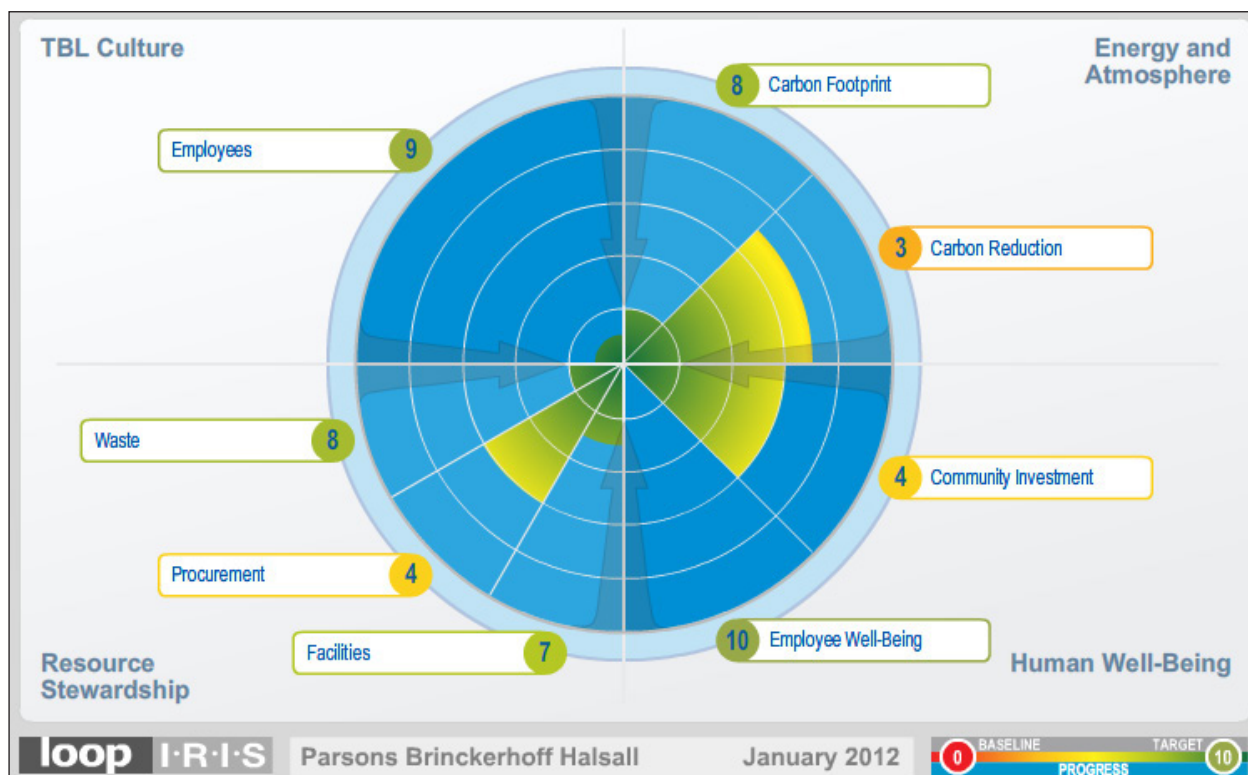 TBL Culture
Energy and
Atmosphere
8 Carbon Footprint
Employees 9
3 Carbon Reduction
Waste 8
4 Community Investment
Procurement 4
Facilities 7
10 Employee Well-Being
Resource
Stewardship
Human Well-Being
loop I·R·I·S
Parsons Brinckerhoff Halsall January 2012
BASELINE TARGET
0 10
PROGRESS